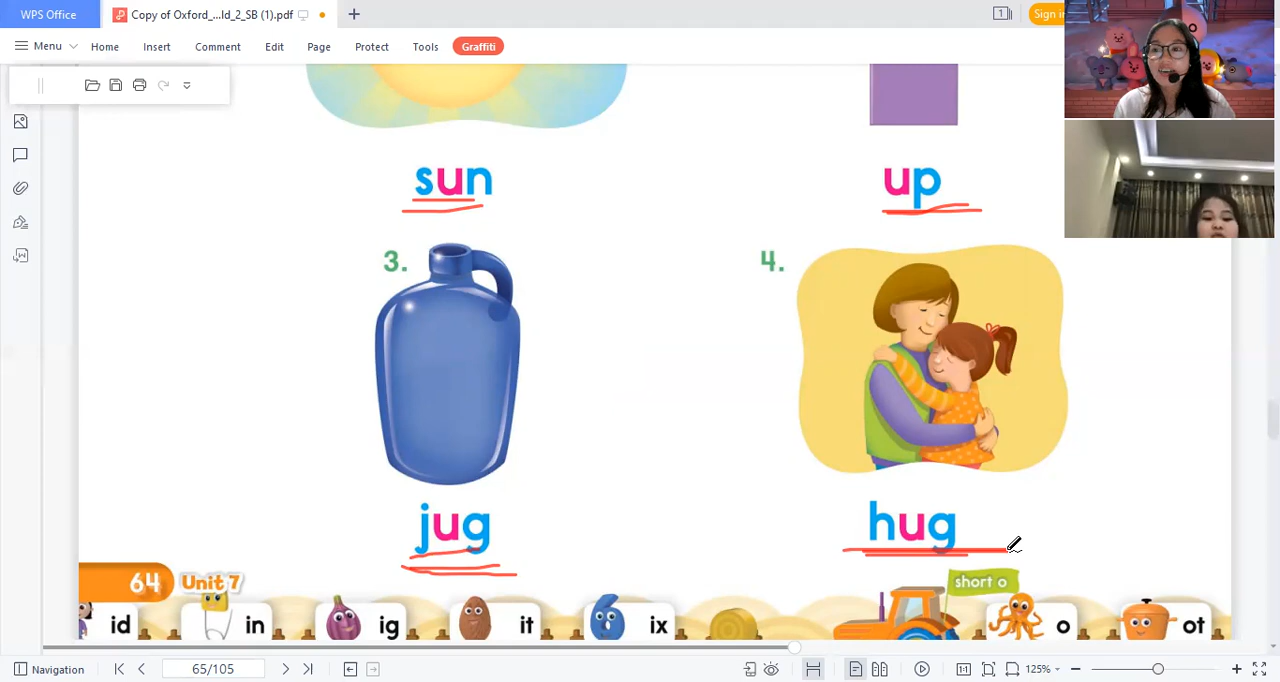 WPS Office
Copy of Oxford_...ld_2_SB (1).pdf
1
Sign in
Menu Home Insert Comment Edit Page Protect Tools Graffiti
sun
up
3.
4.
jug
hug
64 Unit 7
short o
id in ig it ix o ot
Navigation 65/105 125%